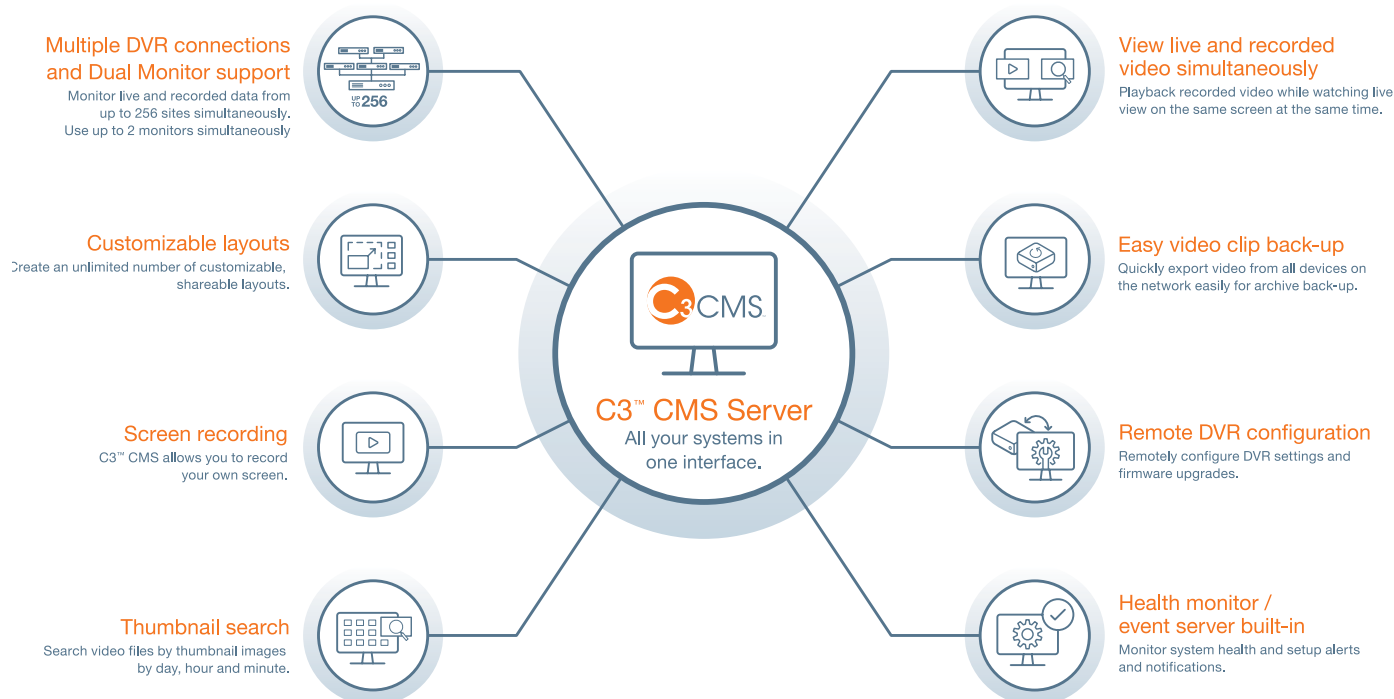 Multiple DVR connections
and Dual Monitor support
Monitor live and recorded data from
up to 256 sites simultaneously.
Use up to 2 monitors simultaneously
UP TO 256
Customizable layouts
Create an unlimited number of customizable,
shareable layouts.
Screen recording
C3™ CMS allows you to record
your own screen.
Thumbnail search
Search video files by thumbnail images
by day, hour and minute.
C3 CMS™
C3™ CMS Server
All your systems in
one interface.
View live and recorded
video simultaneously
Playback recorded video while watching live
view on the same screen at the same time.
Easy video clip back-up
Quickly export video from all devices on
the network easily for archive back-up.
Remote DVR configuration
Remotely configure DVR settings and
firmware upgrades.
Health monitor /
event server built-in
Monitor system health and setup alerts
and notifications.